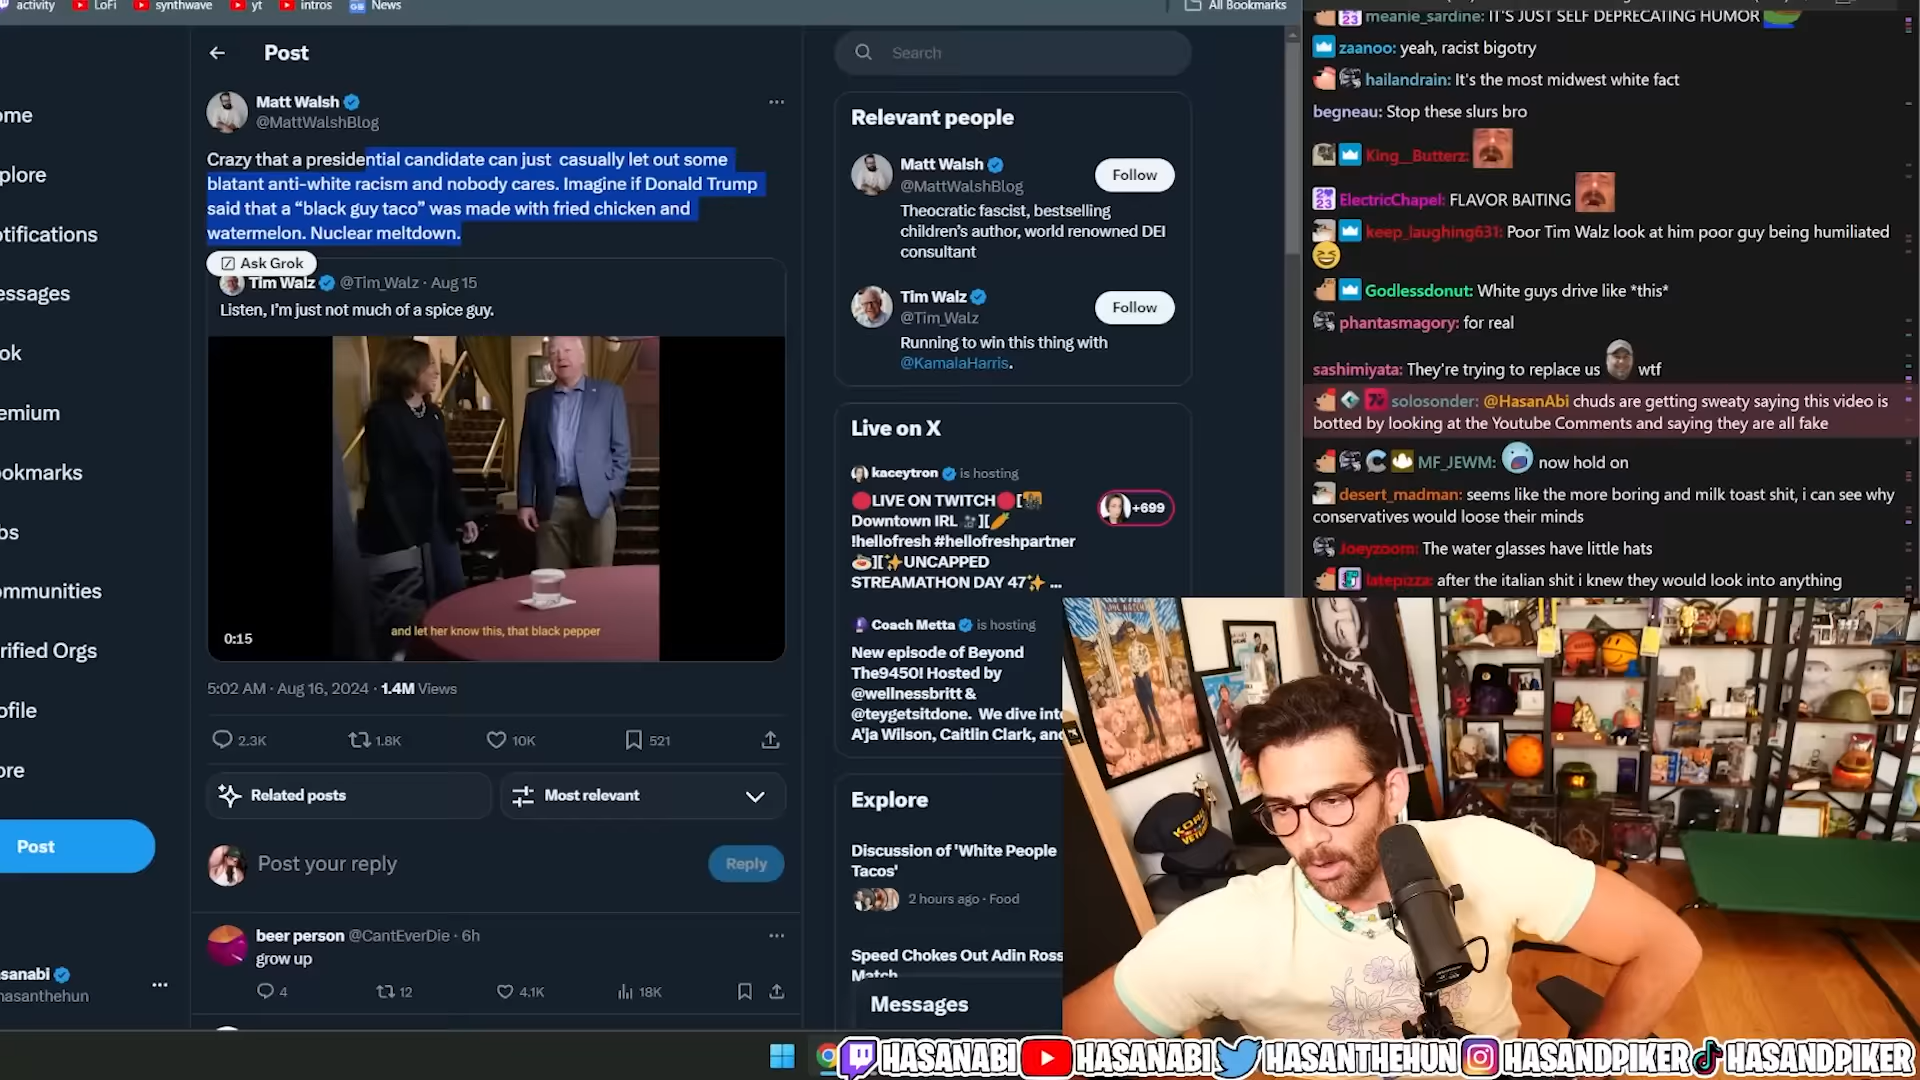 activity
LoFi
synthwave
yt
intros
News
All Bookmarks
ome
plore
otifications
essages
ok
emium
ookmarks
bs
ommunities
rified Orgs
ofile
ore
Post
sanabi
asanthehun
Post
Matt Walsh
@MattWalshBlog
Crazy that a presidential candidate can just casually let out some
blatant anti-white racism and nobody cares. Imagine if Donald Trump
said that a “black guy taco” was made with fried chicken and
watermelon. Nuclear meltdown.
Ask Grok
Tim Walz @Tim_Walz · Aug 15
Listen, I’m just not much of a spice guy.
and let her know this, that black pepper
0:15
5:02 AM · Aug 16, 2024 · 1.4M Views
2.3K
1.8K
10K
521
Related posts
Most relevant
Post your reply
Reply
beer person @CantEverDie · 6h
grow up
4
12
4.1K
18K
Search
Relevant people
Matt Walsh
@MattWalshBlog
Follow
Theocratic fascist, bestselling
children’s author, world renowned DEI
consultant
Tim Walz
@Tim_Walz
Follow
Running to win this thing with
@KamalaHarris.
Live on X
kaceytron is hosting
LIVE ON TWITCH [
Downtown IRL ][
!hellofresh #hellofreshpartner
][ UNCAPPED
STREAMATHON DAY 47 ...
+699
Coach Metta is hosting
New episode of Beyond
The9450! Hosted by
@wellnessbritt &
@teygetsitdone. We dive into
A'ja Wilson, Caitlin Clark, and
Explore
Discussion of 'White People
Tacos'
2 hours ago · Food
Speed Chokes Out Adin Ross
Match
Messages
meanie_sardine: IT'S JUST SELF DEPRECATING HUMOR
zaanoo: yeah, racist bigotry
hailandrain: It's the most midwest white fact
begneau: Stop these slurs bro
King__Butterz:
ElectricChapel: FLAVOR BAITING
keep_laughing631: Poor Tim Walz look at him poor guy being humiliated
Godlessdonut: White guys drive like *this*
phantasmagory: for real
sashimiyata: They're trying to replace us wtf
solosonder: @HasanAbi chuds are getting sweaty saying this video is
botted by looking at the Youtube Comments and saying they are all fake
MF_JEWM: now hold on
desert_madman: seems like the more boring and milk toast shit, i can see why
conservatives would loose their minds
Joeyzoom: The water glasses have little hats
latepizza: after the italian shit i knew they would look into anything
KOREA
VETERAN
HASANABI
HASANABI
HASANTHEHUN
HASANDPIKER
HASANDPIKER